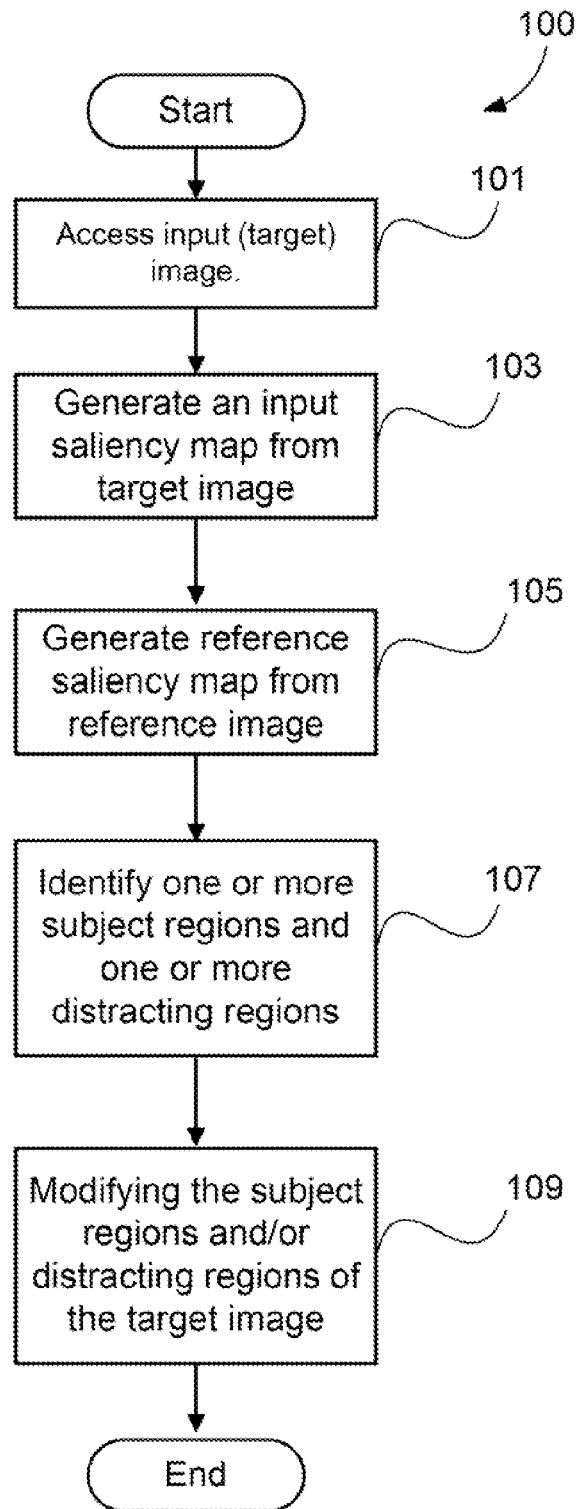 100
Start
101
Access input (target)
image.
103
Generate an input
saliency map from
target image
105
Generate reference
saliency map from
reference image
107
Identify one or more
subject regions and
one or more
distracting regions
109
Modifying the subject
regions and/or
distracting regions of
the target image
End